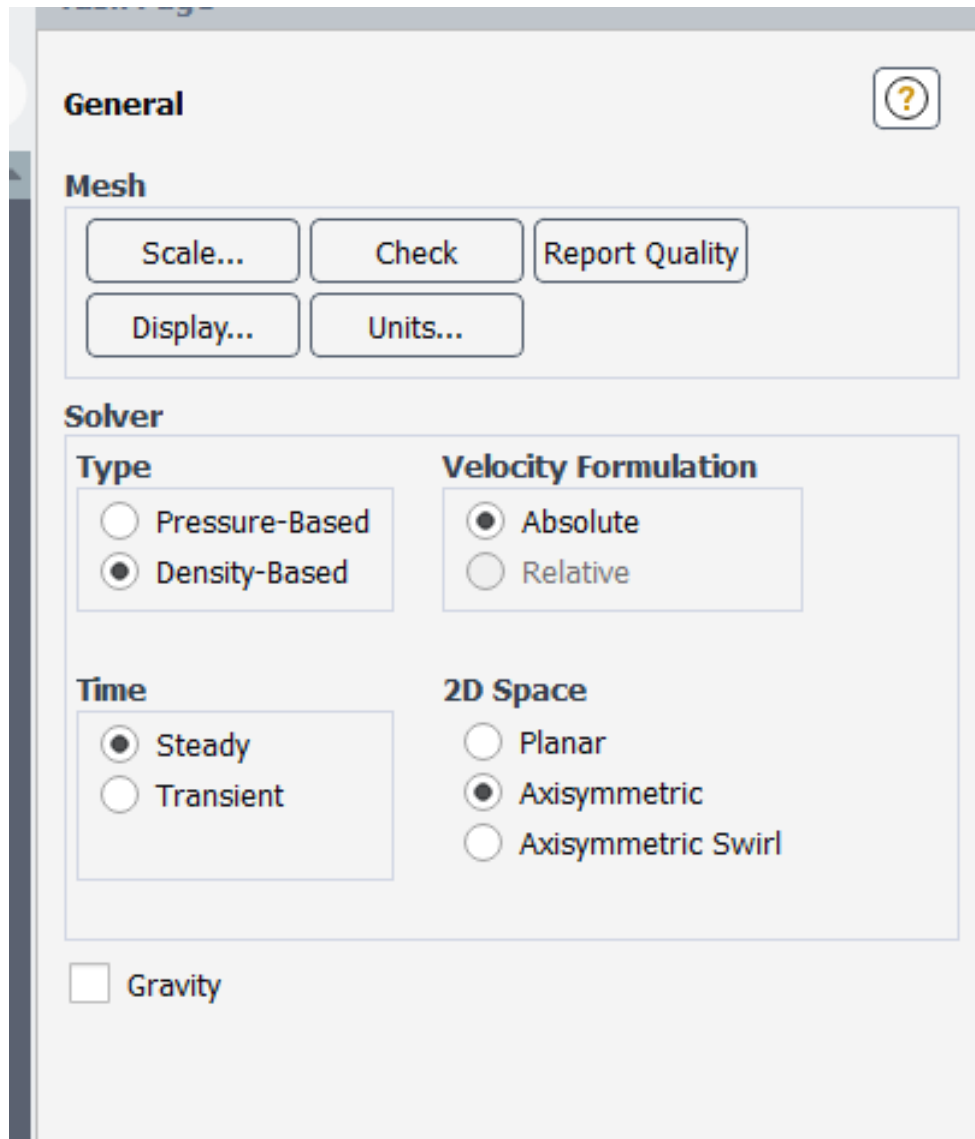 General
?
Mesh
Scale...
Check
Report Quality
Display...
Units...
Solver
Type
Pressure-Based
Density-Based
Velocity Formulation
Absolute
Relative
Time
Steady
Transient
2D Space
Planar
Axisymmetric
Axisymmetric Swirl
Gravity